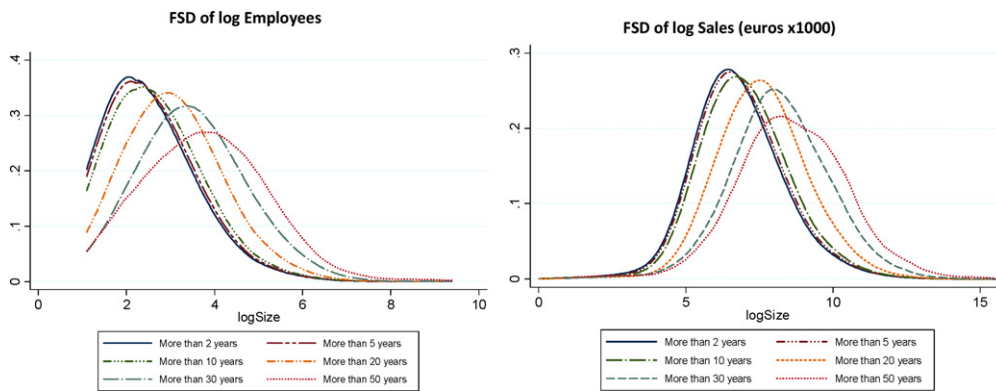 FSD of log Employees
.4
.3
.2
.1
0
0 2 4 6 8 10
logSize
More than 2 years More than 5 years
More than 10 years More than 20 years
More than 30 years More than 50 years
FSD of log Sales (euros x1000)
.3
.2
.1
0
0 5 10 15
logSize
More than 2 years More than 5 years
More than 10 years More than 20 years
More than 30 years More than 50 years